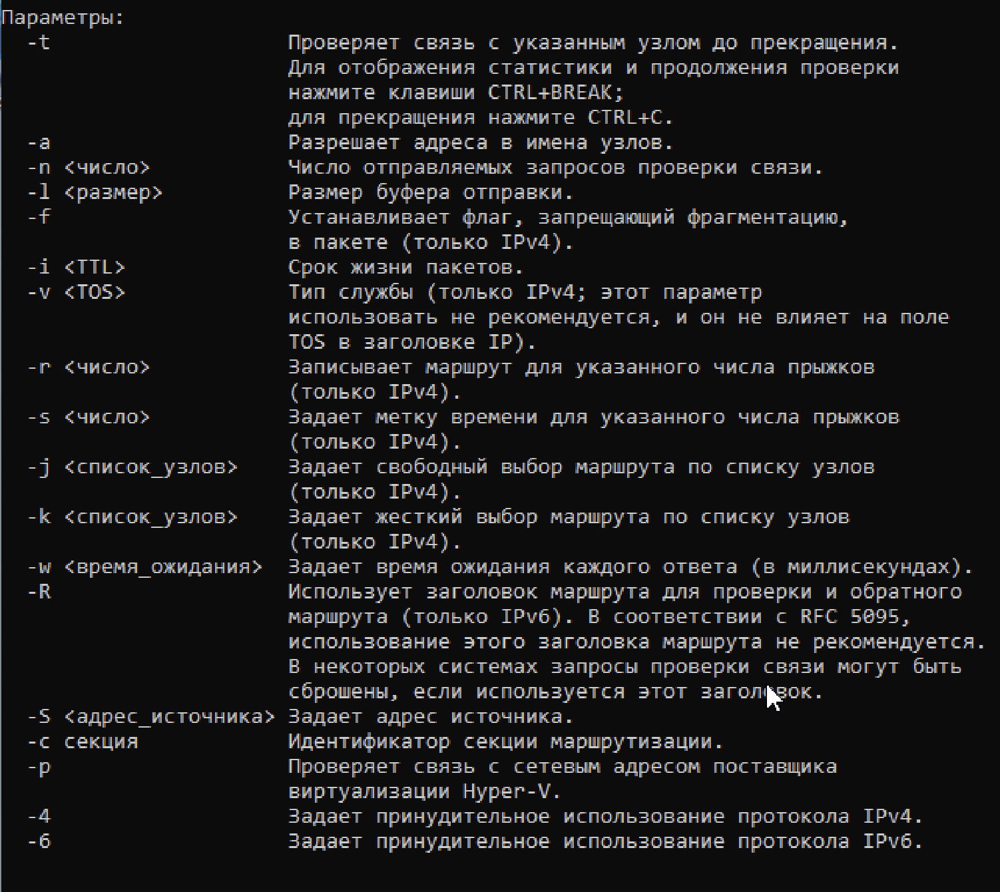 Параметры:
-t Проверяет связь с указанным узлом до прекращения.
Для отображения статистики и продолжения проверки
нажмите клавиши CTRL+BREAK;
для прекращения нажмите CTRL+C.
-a Разрешает адреса в имена узлов.
-n <число> Число отправляемых запросов проверки связи.
-l <размер> Размер буфера отправки.
-f Устанавливает флаг, запрещающий фрагментацию,
в пакете (только IPv4).
-i <TTL> Срок жизни пакетов.
-v <TOS> Тип службы (только IPv4; этот параметр
использовать не рекомендуется, и он не влияет на поле
TOS в заголовке IP).
-r <число> Записывает маршрут для указанного числа прыжков
(только IPv4).
-s <число> Задает метку времени для указанного числа прыжков
(только IPv4).
-j <список_узлов> Задает свободный выбор маршрута по списку узлов
(только IPv4).
-k <список_узлов> Задает жесткий выбор маршрута по списку узлов
(только IPv4).
-w <время_ожидания> Задает время ожидания каждого ответа (в миллисекундах).
-R Использует заголовок маршрута для проверки и обратного
маршрута (только IPv6). В соответствии с RFC 5095,
использование этого заголовка маршрута не рекомендуется.
В некоторых системах запросы проверки связи могут быть
сброшены, если используется этот заголовок.
-S <адрес_источника> Задает адрес источника.
-c секция Идентификатор секции маршрутизации.
-p Проверяет связь с сетевым адресом поставщика
виртуализации Hyper-V.
-4 Задает принудительное использование протокола IPv4.
-6 Задает принудительное использование протокола IPv6.